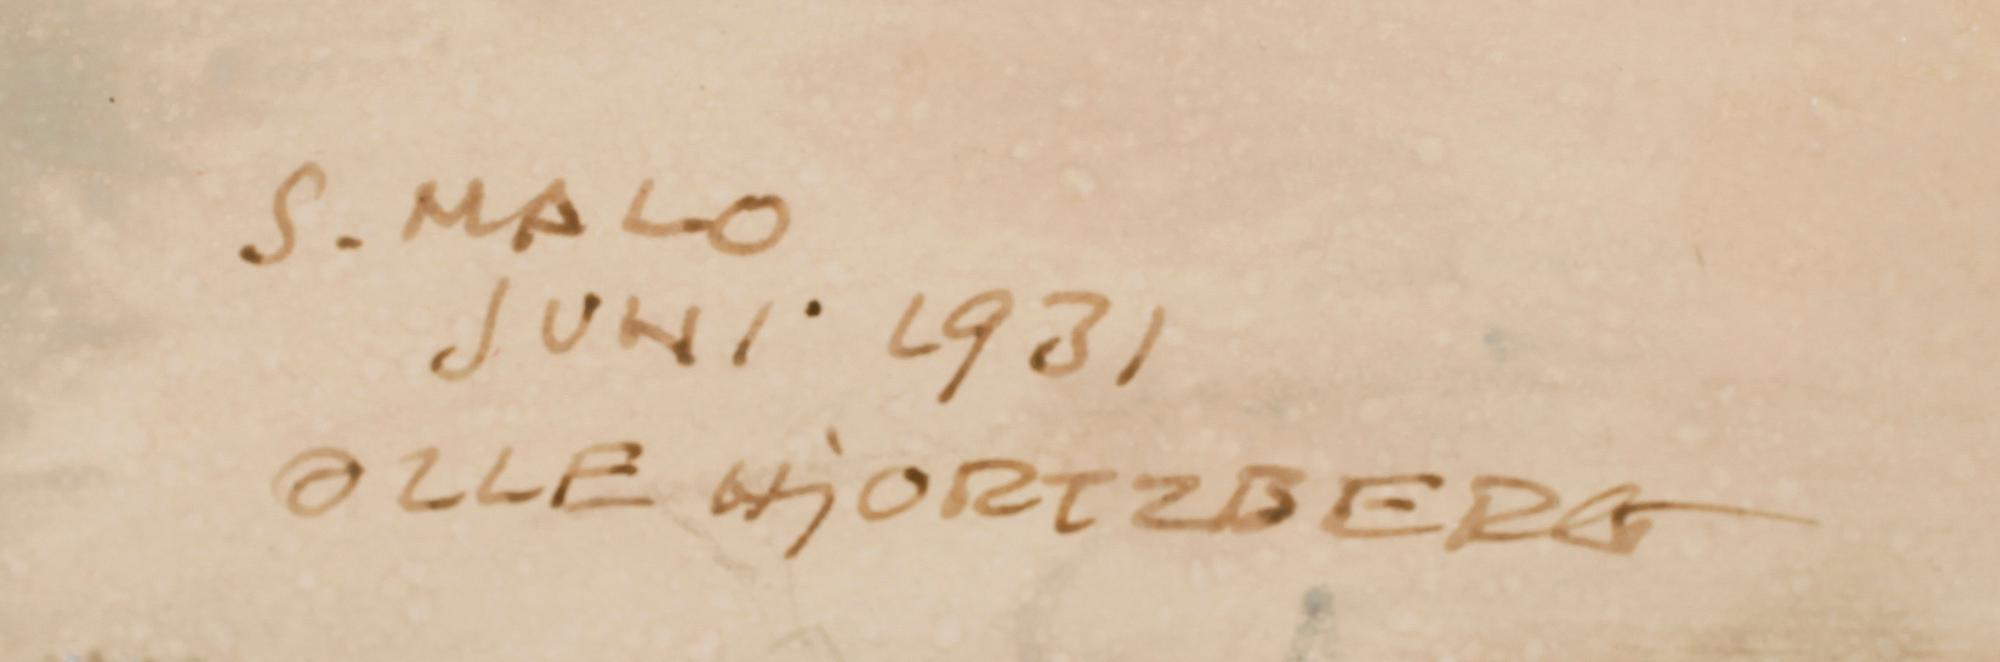 S. MALO
JUNI 1931
OLLE HJORTZBERG